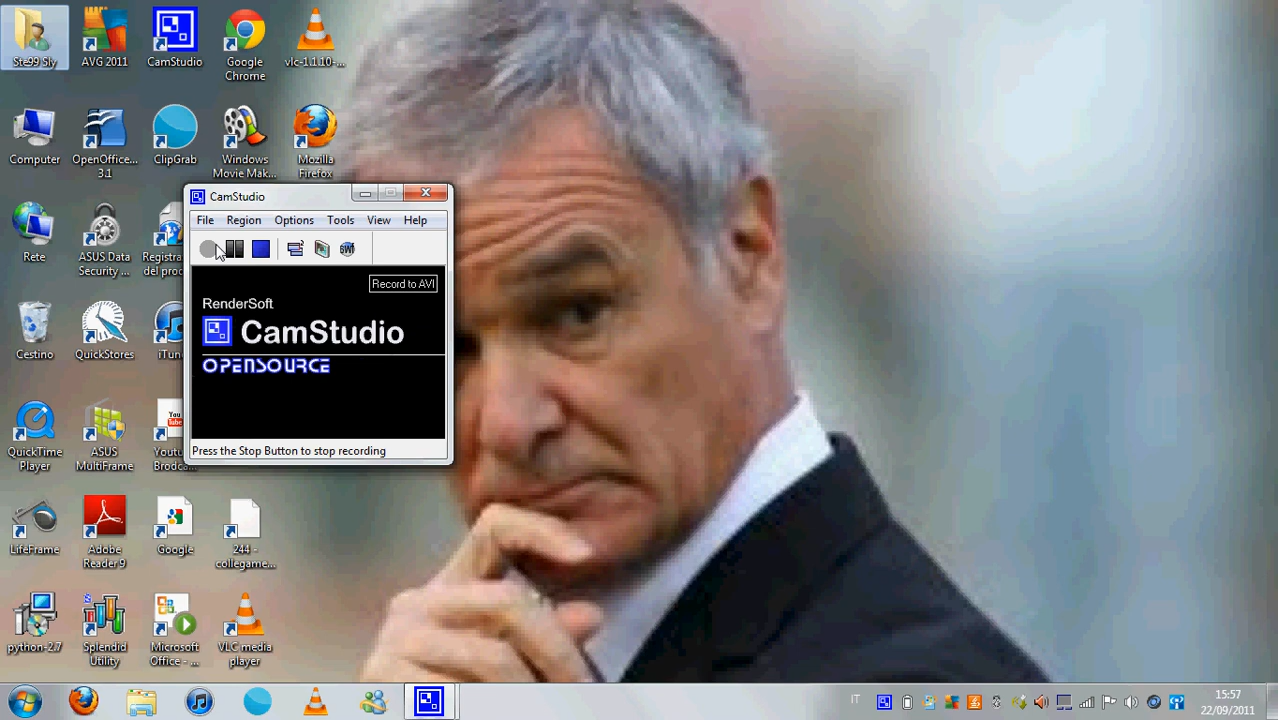 Ste99 Sly
AVG 2011
CamStudio
Google
Chrome
vlc-1.1.10-...
Computer
OpenOffice...
3.1
ClipGrab
Windows
Movie Mak...
Mozilla
Firefox
Rete
ASUS Data
Security ...
Registra
del proc
Cestino
QuickStores
iTun
QuickTime
Player
ASUS
MultiFrame
You
Tube
Youtu
Brodca
CamStudio
File Region Options Tools View Help
SWF
Record to AVI
RenderSoft
CamStudio
OPENSOURCE
Press the Stop Button to stop recording
LifeFrame
Adobe
Reader 9
Google
244 -
collegame...
python-2.7
Splendid
Utility
Microsoft
Office - ...
VLC media
player
IT
15:57
22/09/2011